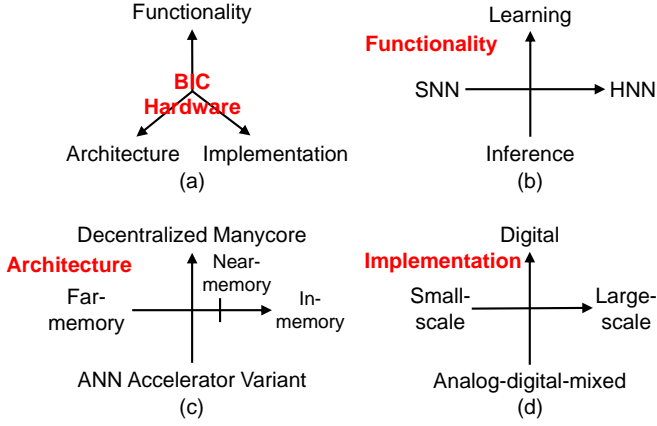 Functionality
BIC
Hardware
Architecture
Implementation
(a)
Learning
Functionality
SNN
HNN
Inference
(b)
Decentralized Manycore
Architecture
Near-
memory
Far-
memory
In-
memory
ANN Accelerator Variant
(c)
Digital
Implementation
Small-
scale
Large-
scale
Analog-digital-mixed
(d)